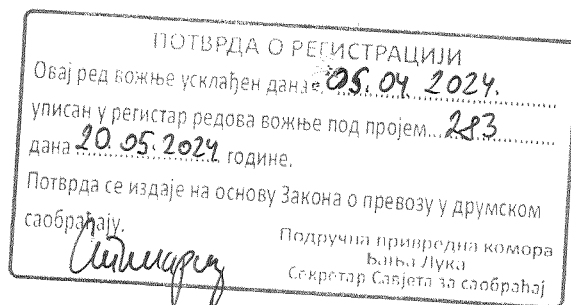 ПОТВРДА О РЕГИСТРАЦИЈИ
Овај ред вожње усклађен дана 05.04 2024.
уписан у регистар редова вожње под пројем...283
дана 20.05.2024 године.
Потврда се издаје на основу Закона о превозу у друмском
саобраћају.
Подручна привредна комора
Бања Лука
Секретар Савјета за саобраћај